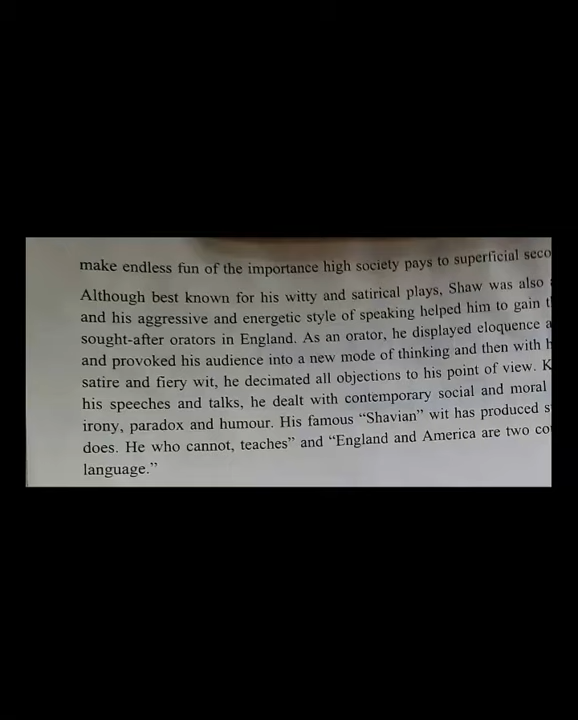 make endless fun of the importance high society pays to superficial
Although best known for his witty and satirical plays, Shaw was also
and his aggressive and energetic style of speaking helped him to gain
sought-after orators in England. As an orator, he displayed eloquence
and provoked his audience into a new mode of thinking and then with
satire and fiery wit, he decimated all objections to his point of view.
his speeches and talks, he dealt with contemporary social and moral
irony, paradox and humour. His famous “Shavian” wit has produced
does. He who cannot, teaches” and “England and America are two
language.”